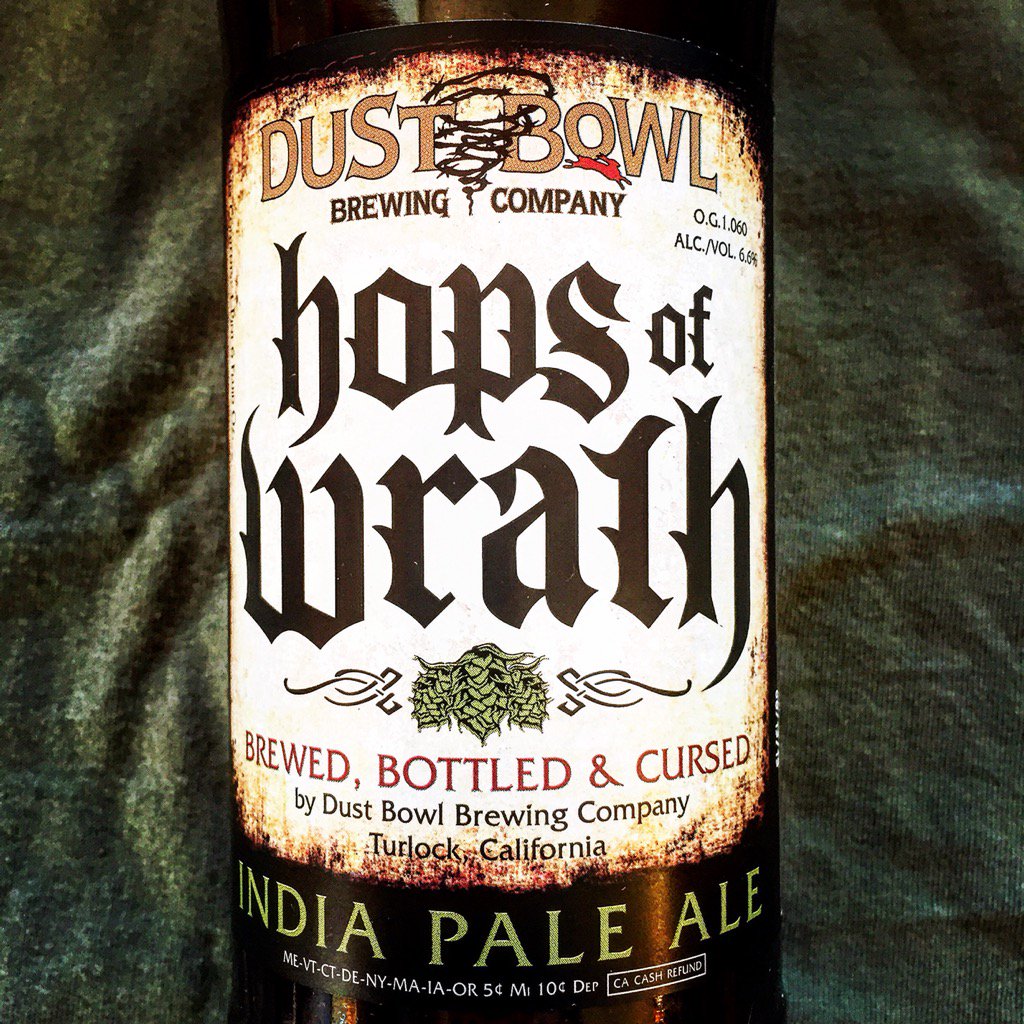 DUST BOWL
BREWING COMPANY
O.G.1.060
ALC./VOL. 6.6%
hops of
wrath
BREWED, BOTTLED & CURSED
by Dust Bowl Brewing Company
Turlock, California
INDIA PALE ALE
ME-VT-CT-DE-NY-MA-IA-OR 5¢ MI 10¢ DEP CA CASH REFUND